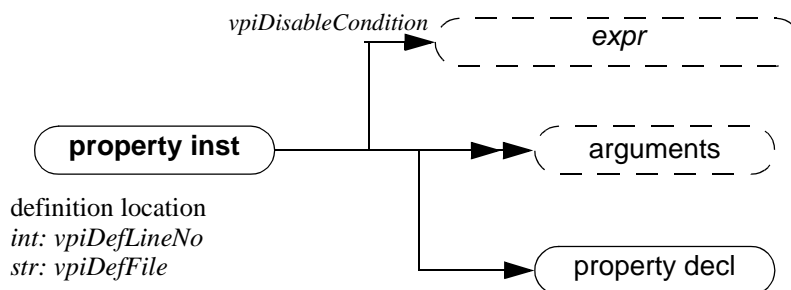 vpiDisableCondition
expr
property inst
arguments
definition location
int: vpiDefLineNo
str: vpiDefFile
property decl